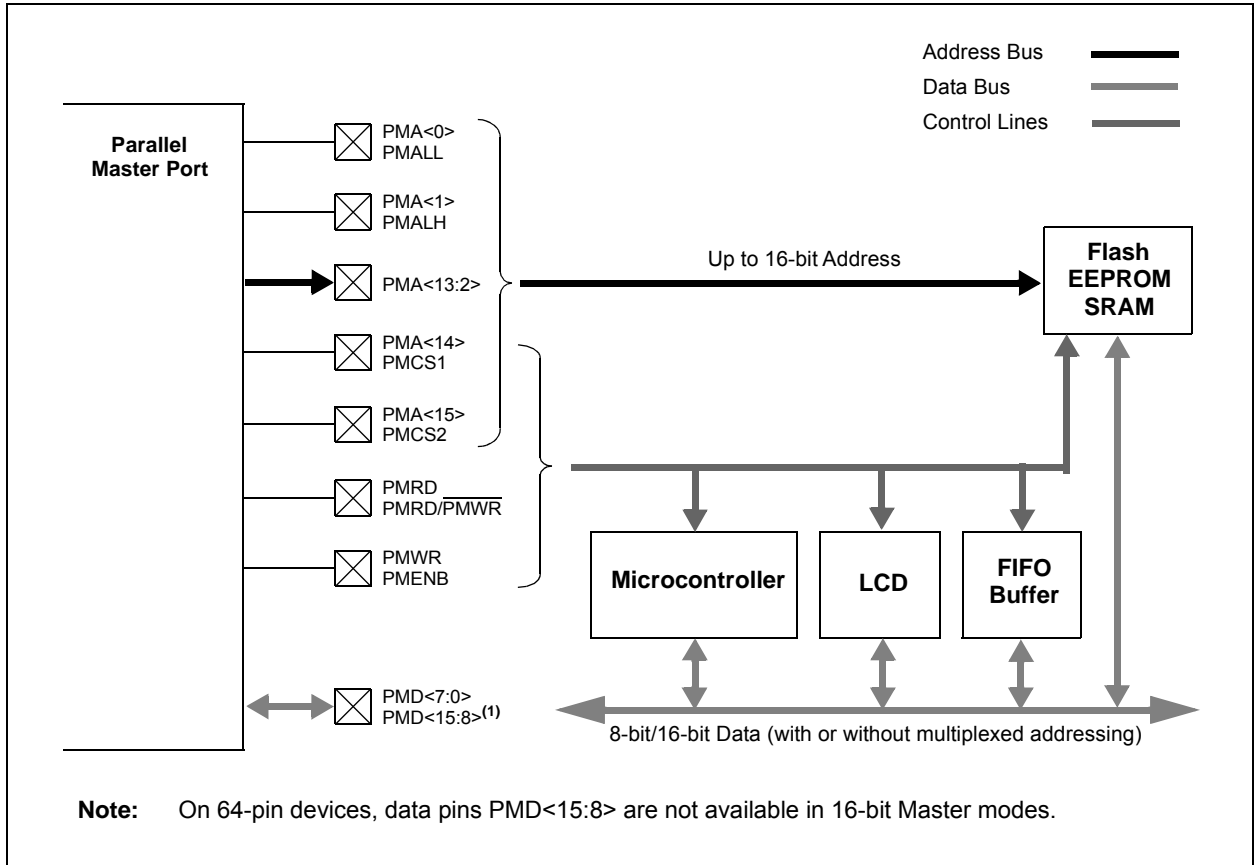 Address Bus
Data Bus
Control Lines
Parallel
Master Port
PMA<0>
PMALL
PMA<1>
PMALH
PMA<13:2>
PMA<14>
PMCS1
PMA<15>
PMCS2
PMRD
PMRD/PMWR
PMWR
PMENB
PMD<7:0>
PMD<15:8>(1)
Up to 16-bit Address
Flash
EEPROM
SRAM
Microcontroller
LCD
FIFO
Buffer
8-bit/16-bit Data (with or without multiplexed addressing)
Note: On 64-pin devices, data pins PMD<15:8> are not available in 16-bit Master modes.